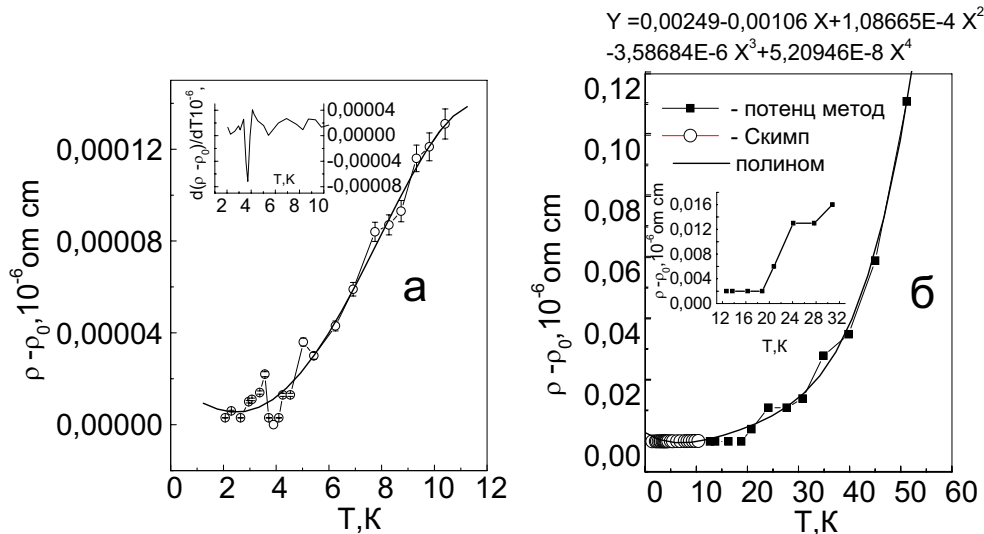 Y =0,00249-0,00106 X+1,08665E-4 X²
-3,58684E-6 X³+5,20946E-8 X⁴
0,00012
0,00008
0,00004
0,00000
ρ -ρ₀, 10⁻⁶ om cm
0 2 4 6 8 10 12
T,К
а
0,00004
0,00000
-0,00004
-0,00008
d(ρ -ρ₀)/dT10⁻⁶,
T,К
2 4 6 8 10
0,12
0,10
0,08
0,06
0,04
0,02
0,00
ρ -ρ₀, 10⁻⁶ om cm
0 10 20 30 40 50 60
T,К
б
- потенц метод
- Скимп
полином
0,016
0,012
0,008
0,004
0,000
ρ -ρ₀, 10⁻⁶ om cm
12 16 20 24 28 32
T,К